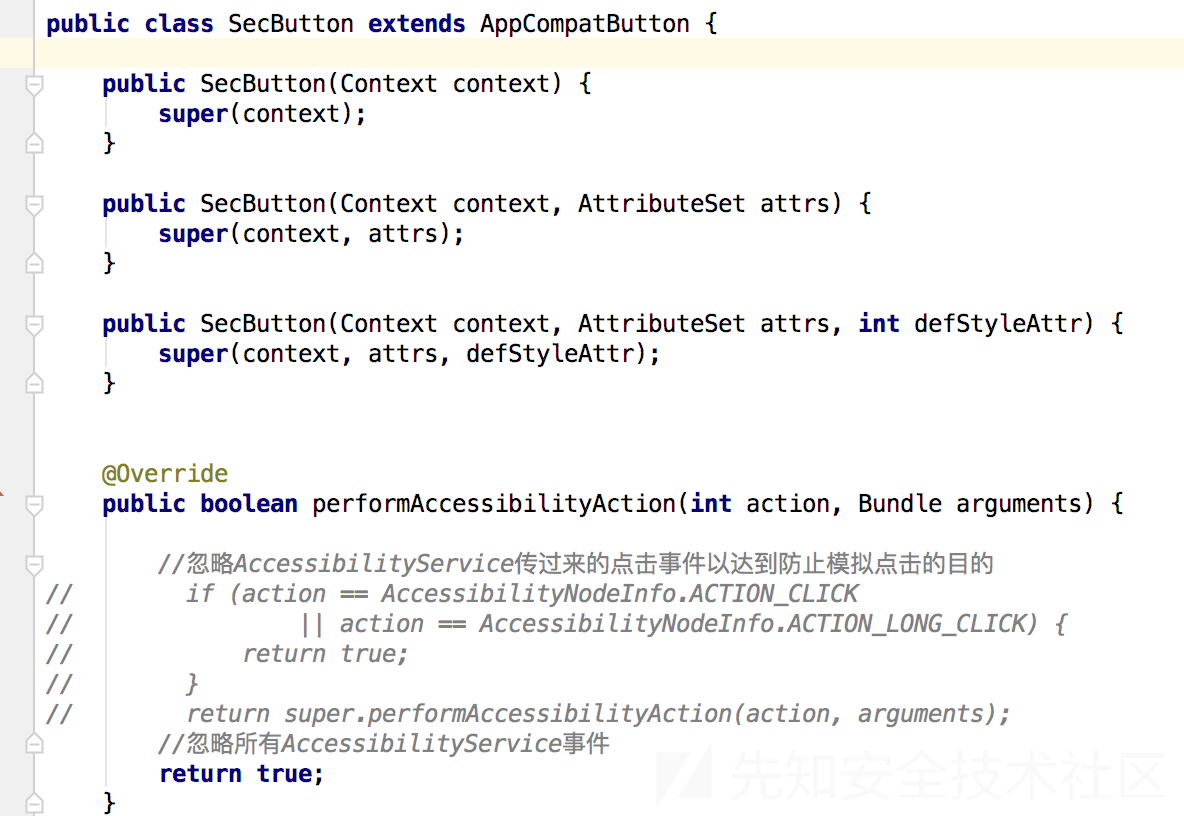 public class SecButton extends AppCompatButton {
public SecButton(Context context) {
super(context);
}
public SecButton(Context context, AttributeSet attrs) {
super(context, attrs);
}
public SecButton(Context context, AttributeSet attrs, int defStyleAttr) {
super(context, attrs, defStyleAttr);
}
@Override
public boolean performAccessibilityAction(int action, Bundle arguments) {
//忽略AccessibilityService传过来的点击事件以达到防止模拟点击的目的
// if (action == AccessibilityNodeInfo.ACTION_CLICK
// || action == AccessibilityNodeInfo.ACTION_LONG_CLICK) {
// return true;
// }
// return super.performAccessibilityAction(action, arguments);
//忽略所有AccessibilityService事件
return true;
}
先知安全技术社区